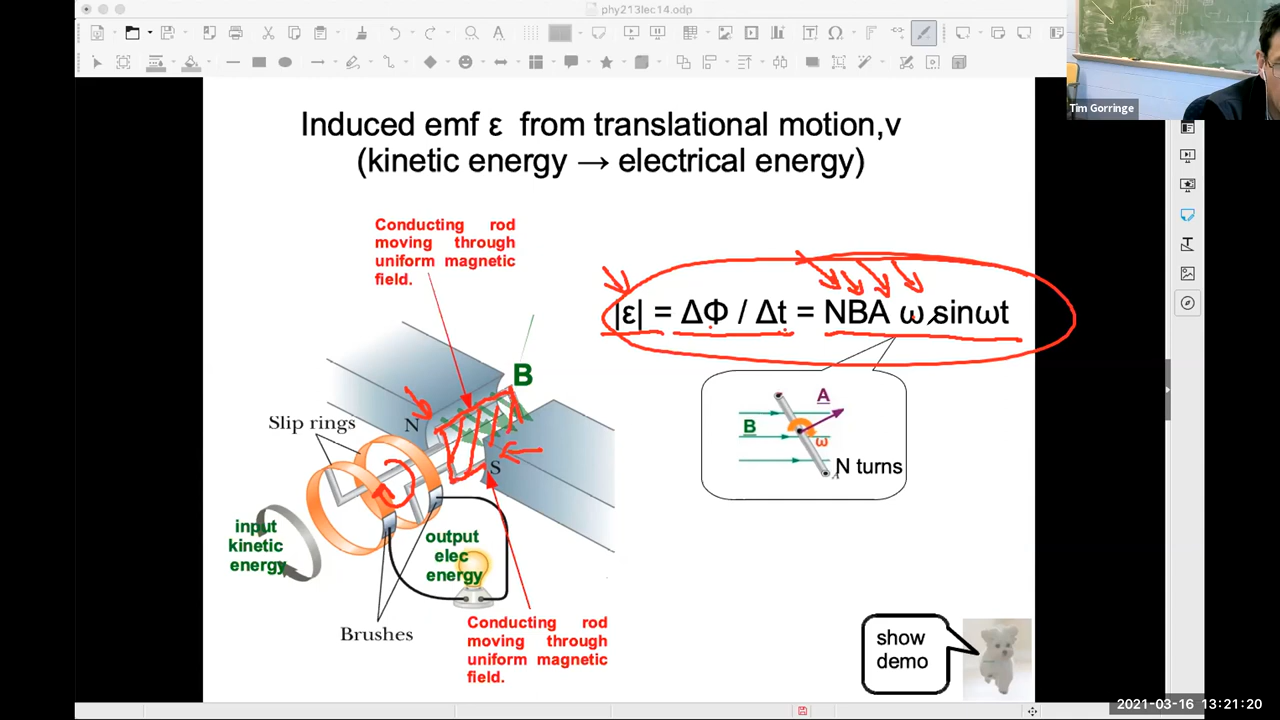 phy213lec14.odp
Tim Gorringe
Induced emf ε from translational motion,v
(kinetic energy → electrical energy)
Conducting rod
moving through
uniform magnetic
field.
|ε| = ΔΦ / Δt = NBA ω sinωt
B
N
Slip rings
S
A
B
ω
N turns
input
kinetic
energy
output
elec
energy
Brushes
Conducting rod
moving through
uniform magnetic
field.
show
demo
2021-03-16 13:21:20